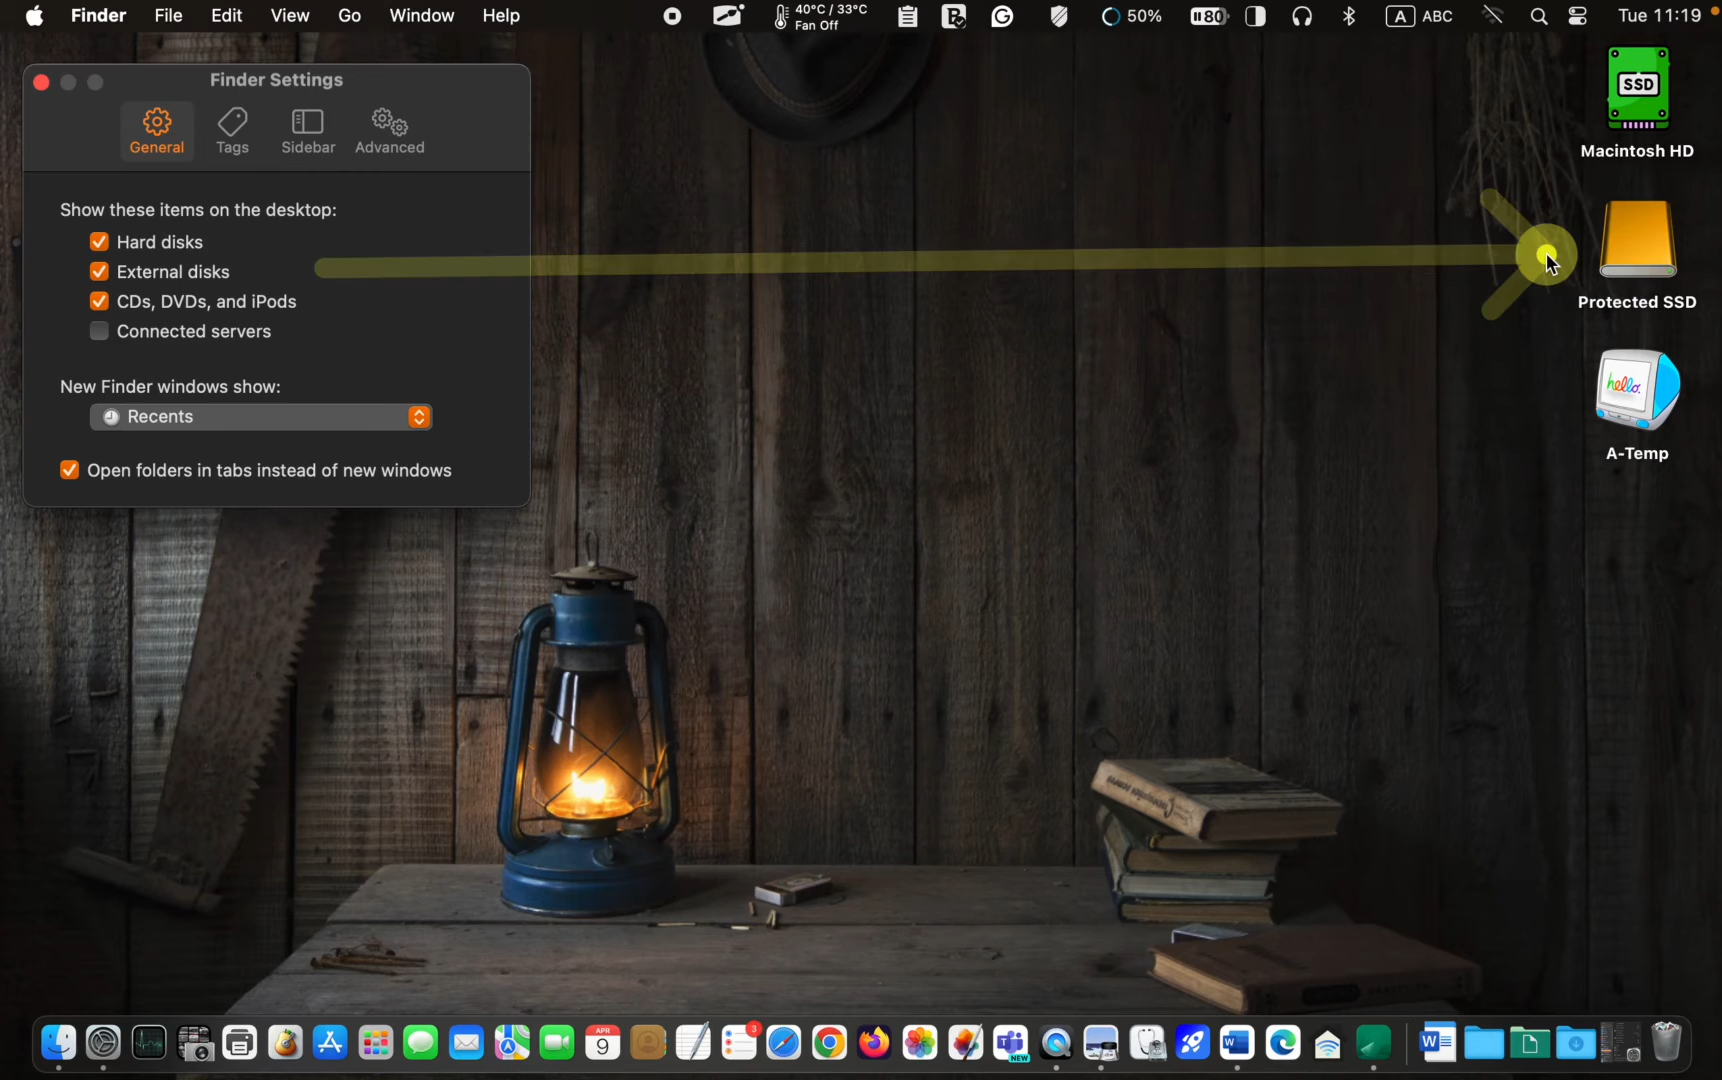 Finder File Edit View Go Window Help
40°C / 33°C
Fan Off
50%
80
A ABC
Tue 11:19
Finder Settings
General Tags Sidebar Advanced
Show these items on the desktop:
Hard disks
External disks
CDs, DVDs, and iPods
Connected servers
New Finder windows show:
Recents
Open folders in tabs instead of new windows
SSD
Macintosh HD
Protected SSD
hello.
A-Temp
APR
9
3
NEW